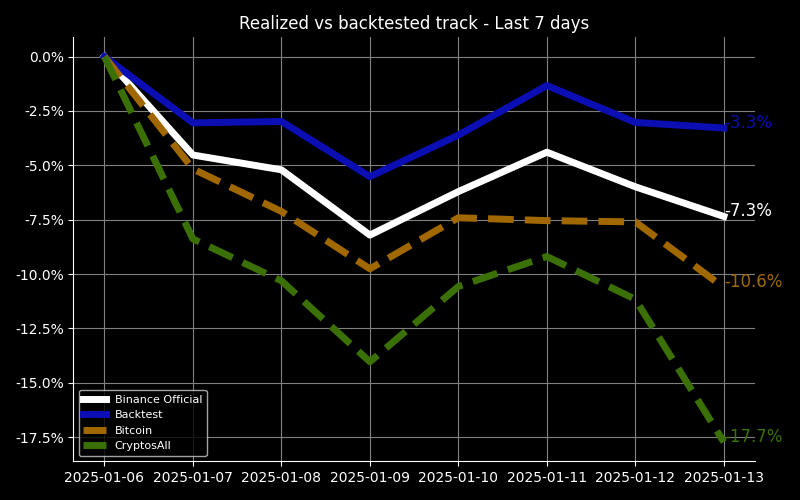 Realized vs backtested track - Last 7 days
0.0%
-2.5%
-5.0%
-7.5%
-10.0%
-12.5%
-15.0%
-17.5%
-3.3%
-7.3%
-10.6%
-17.7%
Binance Official
Backtest
Bitcoin
CryptosAll
2025-01-06 2025-01-07 2025-01-08 2025-01-09 2025-01-10 2025-01-11 2025-01-12 2025-01-13